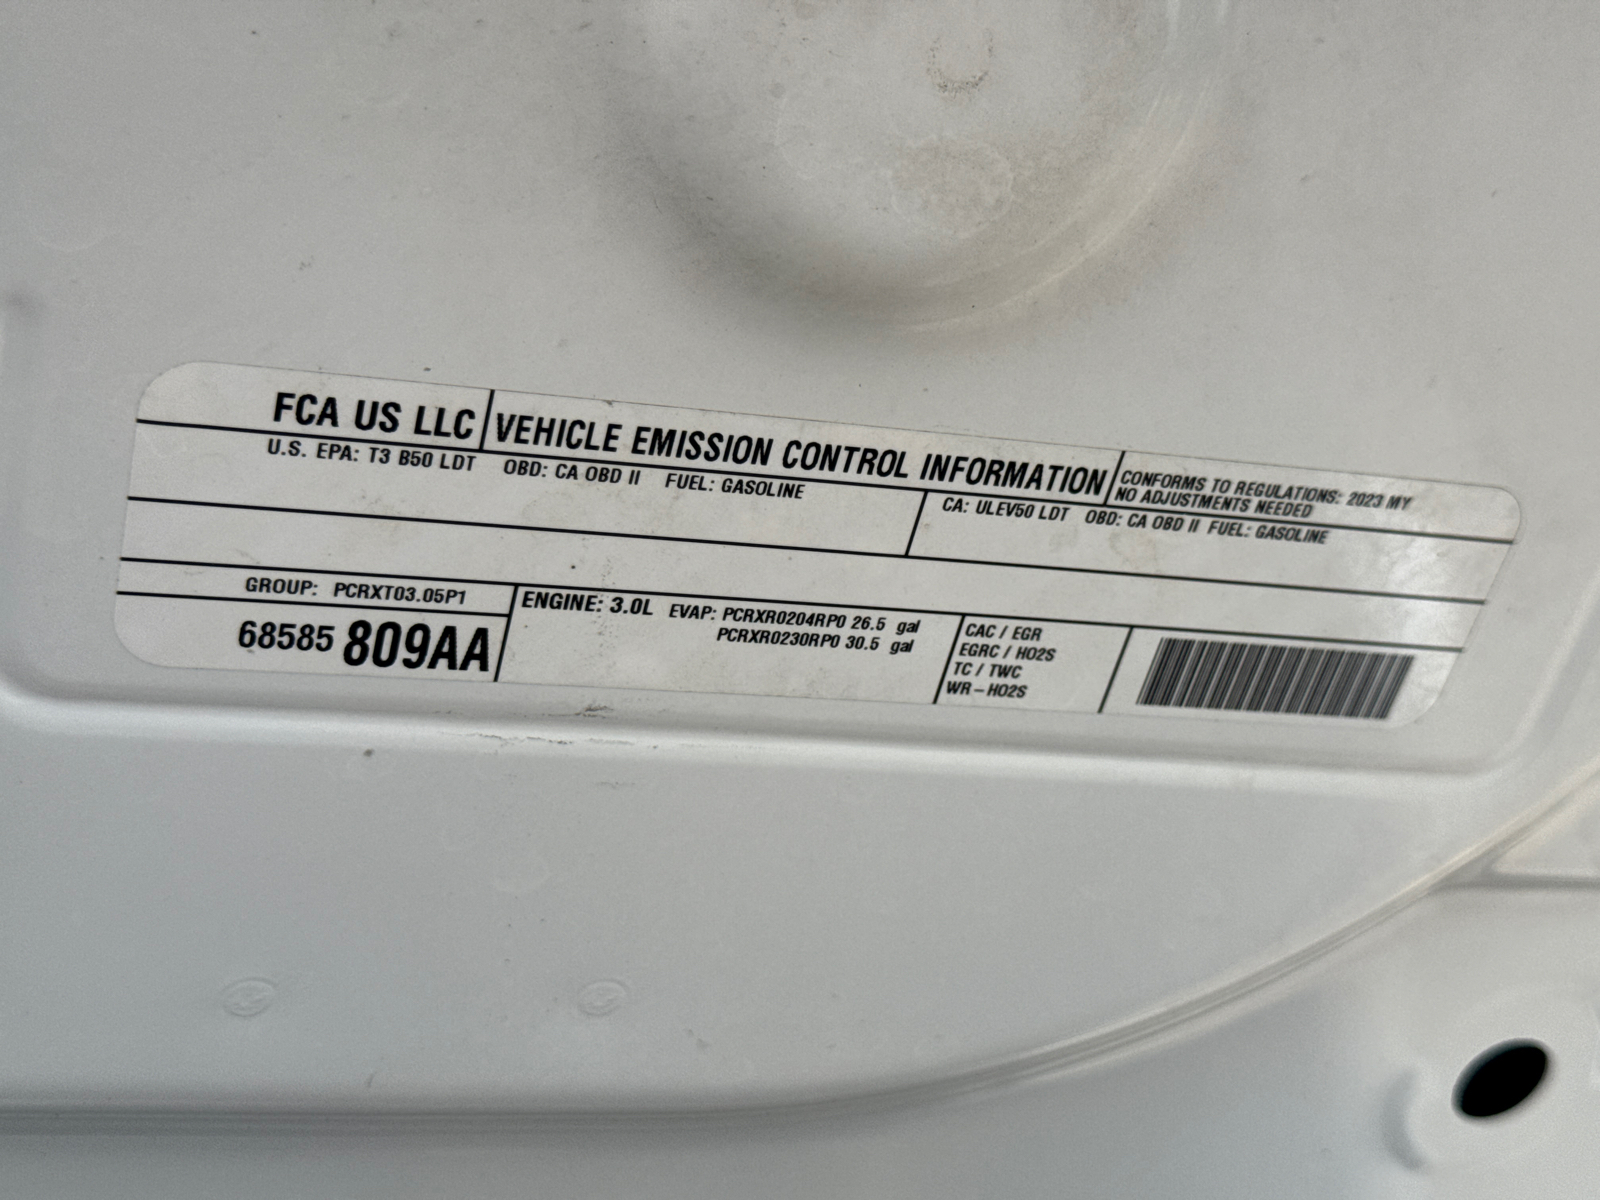 FCA US LLC
VEHICLE EMISSION CONTROL INFORMATION
CONFORMS TO REGULATIONS: 2023 MY
NO ADJUSTMENTS NEEDED
U.S. EPA: T3 B50 LDT OBD: CA OBD II FUEL: GASOLINE
CA: ULEV50 LDT OBD: CA OBD II FUEL: GASOLINE
GROUP: PCRXT03.05P1
68585 809AA
ENGINE: 3.0L EVAP: PCRXR0204RP0 26.5 gal
PCRXR0230RP0 30.5 gal
CAC / EGR
EGRC / HO2S
TC / TWC
WR-HO2S